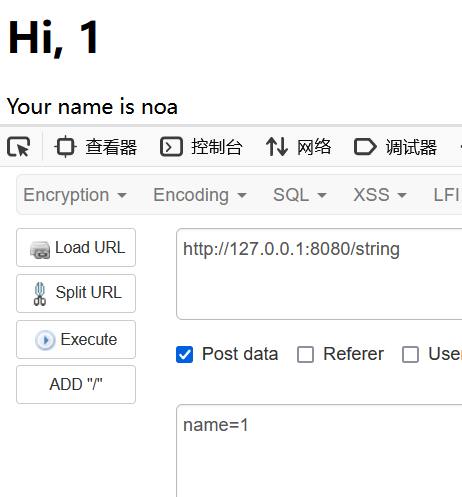 Hi, 1
Your name is noa
查看器 控制台 网络 调试器
Encryption Encoding SQL XSS LFI
Load URL
http://127.0.0.1:8080/string
Split URL
Execute
Post data Referer User
ADD "/"
name=1